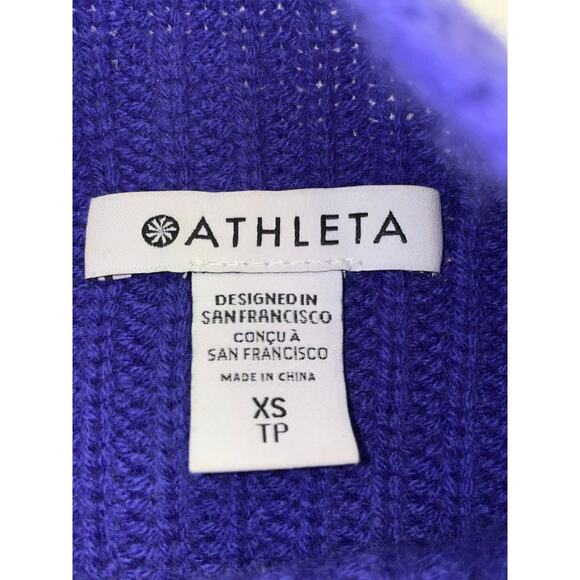 ATHLETA
DESIGNED IN
SAN FRANCISCO
CONÇU À
SAN FRANCISCO
MADE IN CHINA
XS
TP